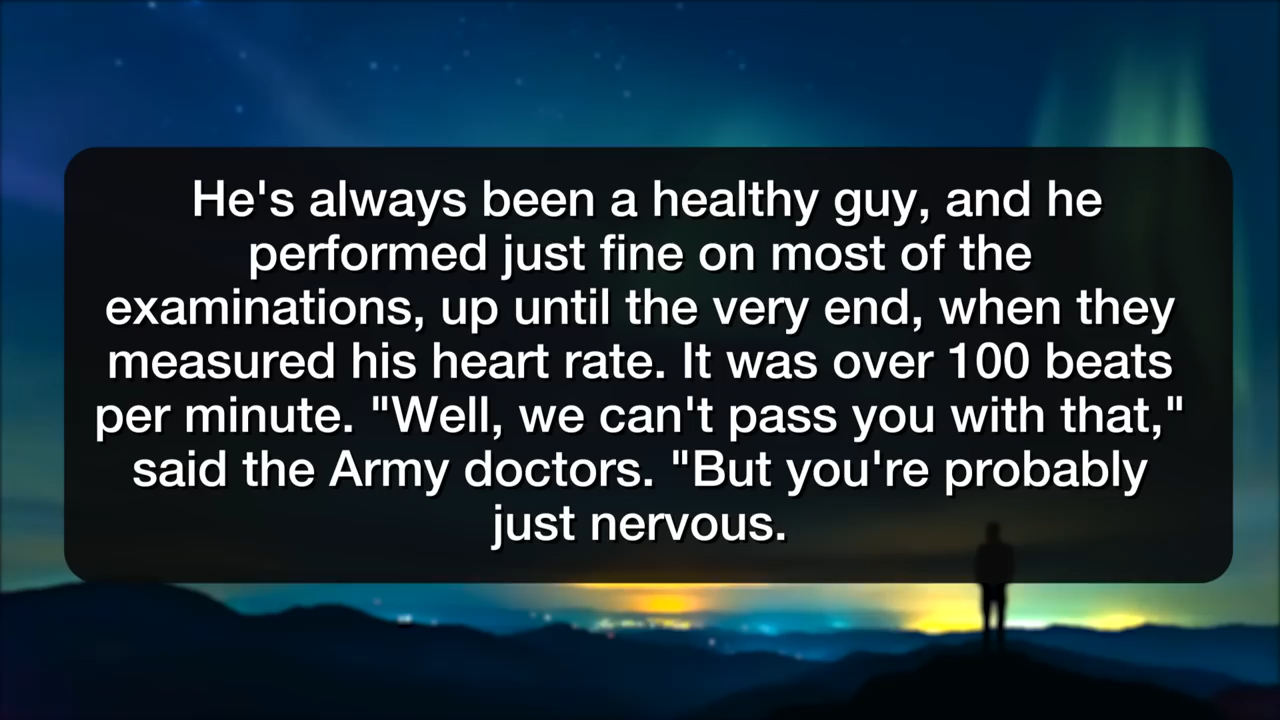 He's always been a healthy guy, and he
performed just fine on most of the
examinations, up until the very end, when they
measured his heart rate. It was over 100 beats
per minute. "Well, we can't pass you with that,"
said the Army doctors. "But you're probably
just nervous.